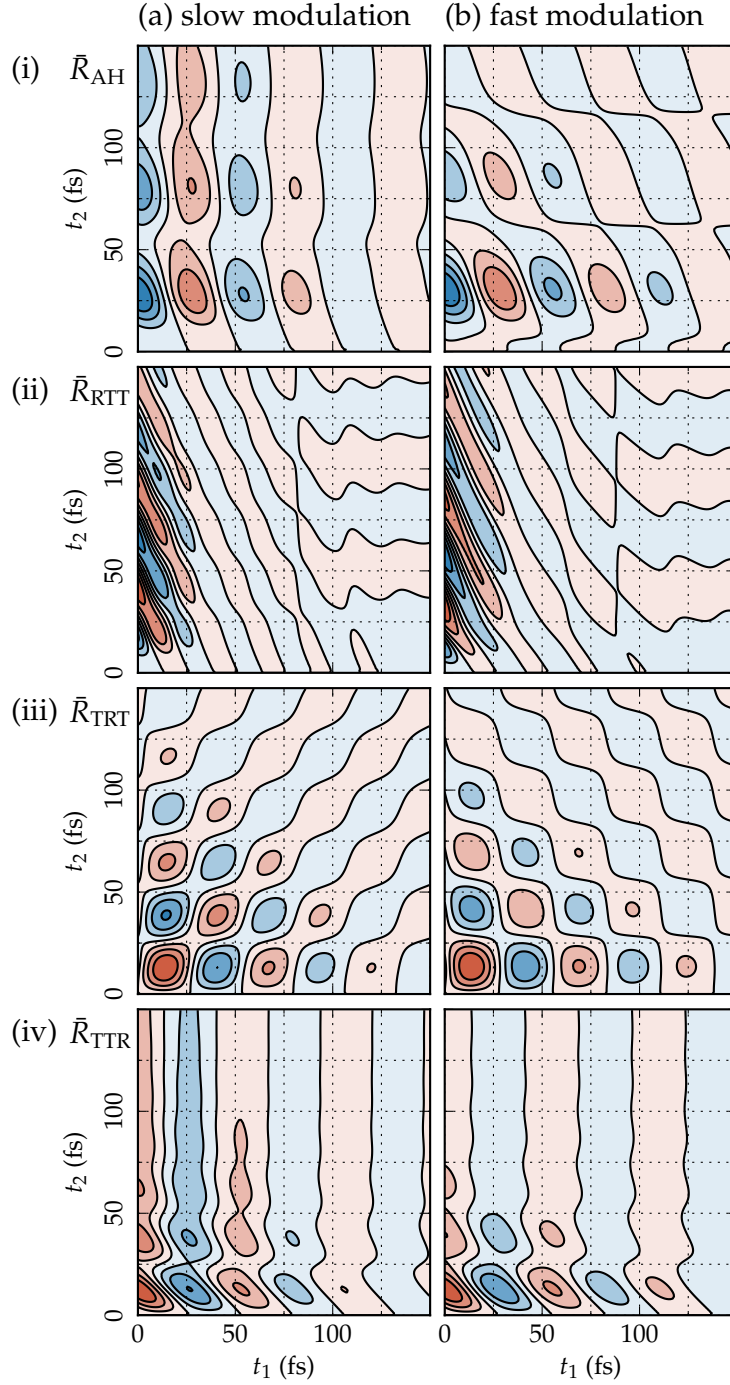 (a) slow modulation (b) fast modulation
(i) R̄AH
100
50
0
t2 (fs)
(ii) R̄RTT
100
50
0
t2 (fs)
(iii) R̄TRT
100
50
0
t2 (fs)
(iv) R̄TTR
100
50
0
t2 (fs)
0 50 100 0 50 100
t1 (fs) t1 (fs)